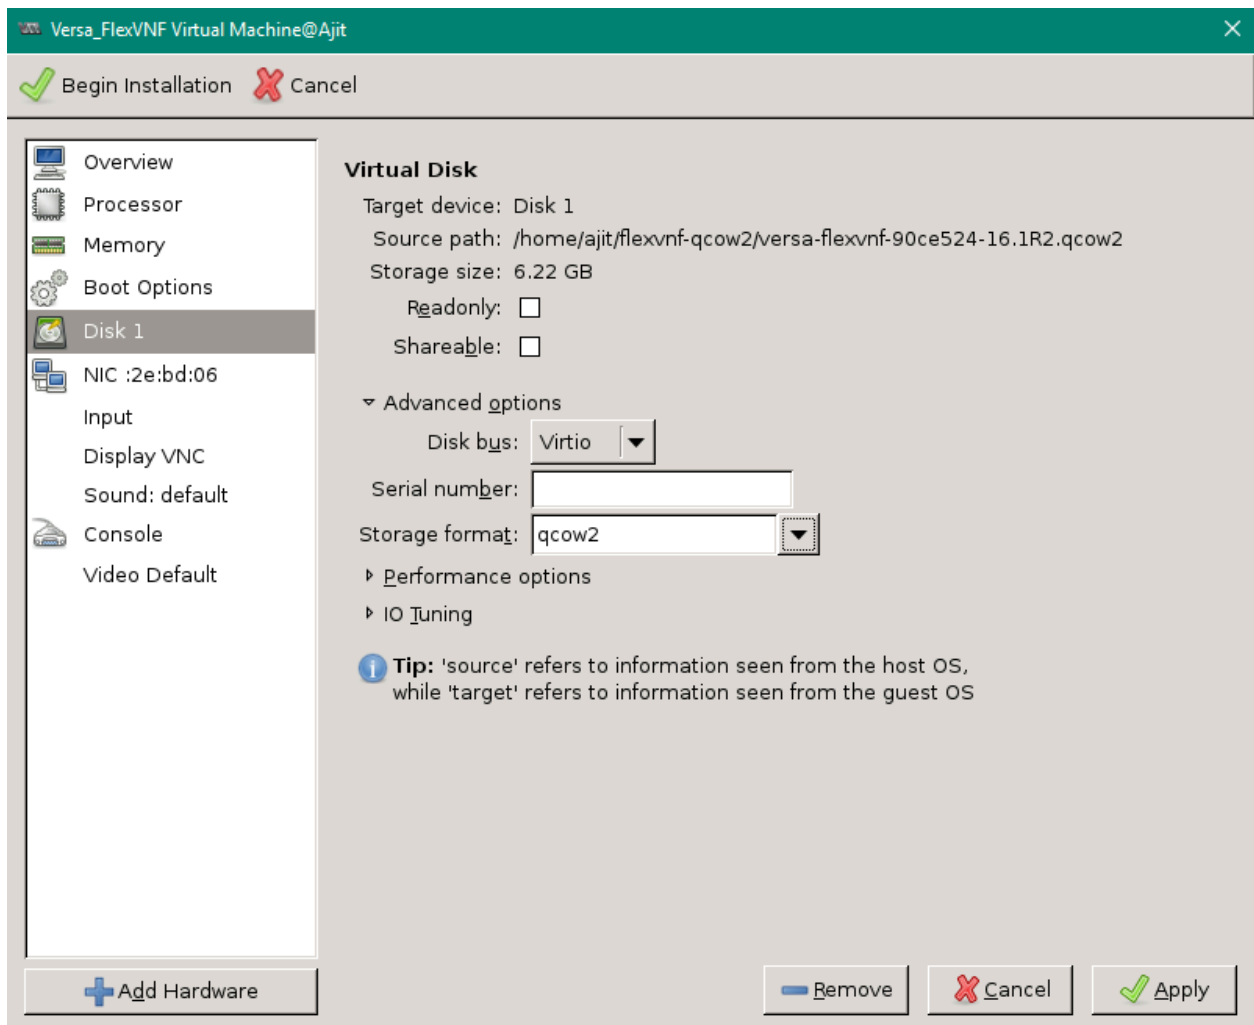 Versa_FlexVNF Virtual Machine@Ajit
Begin Installation Cancel
Overview
Processor
Memory
Boot Options
Disk 1
NIC :2e:bd:06
Input
Display VNC
Sound: default
Console
Video Default
Add Hardware
Virtual Disk
Target device: Disk 1
Source path: /home/ajit/flexvnf-qcow2/versa-flexvnf-90ce524-16.1R2.qcow2
Storage size: 6.22 GB
Readonly:
Shareable:
Advanced options
Disk bus: Virtio
Serial number:
Storage format: qcow2
Performance options
IO Tuning
Tip: 'source' refers to information seen from the host OS,
while 'target' refers to information seen from the guest OS
Remove Cancel Apply